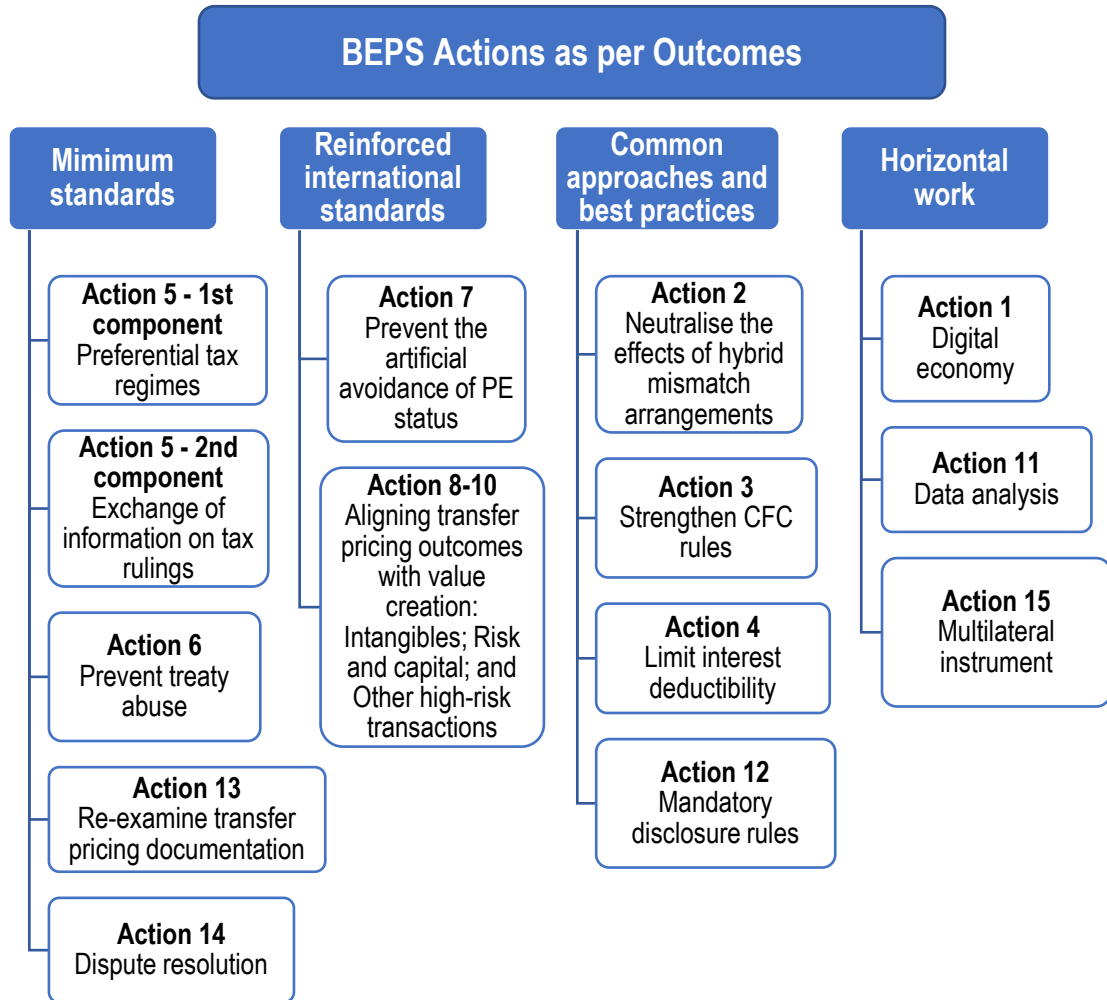 BEPS Actions as per Outcomes
Mimimum
standards
Action 5 - 1st
component
Preferential tax
regimes
Action 5 - 2nd
component
Exchange of
information on tax
rulings
Action 6
Prevent treaty
abuse
Action 13
Re-examine transfer
pricing documentation
Action 14
Dispute resolution
Reinforced
international
standards
Action 7
Prevent the
artificial
avoidance of PE
status
Action 8-10
Aligning transfer
pricing outcomes
with value
creation:
Intangibles; Risk
and capital; and
Other high-risk
transactions
Common
approaches and
best practices
Action 2
Neutralise the
effects of hybrid
mismatch
arrangements
Action 3
Strengthen CFC
rules
Action 4
Limit interest
deductibility
Action 12
Mandatory
disclosure rules
Horizontal
work
Action 1
Digital
economy
Action 11
Data analysis
Action 15
Multilateral
instrument